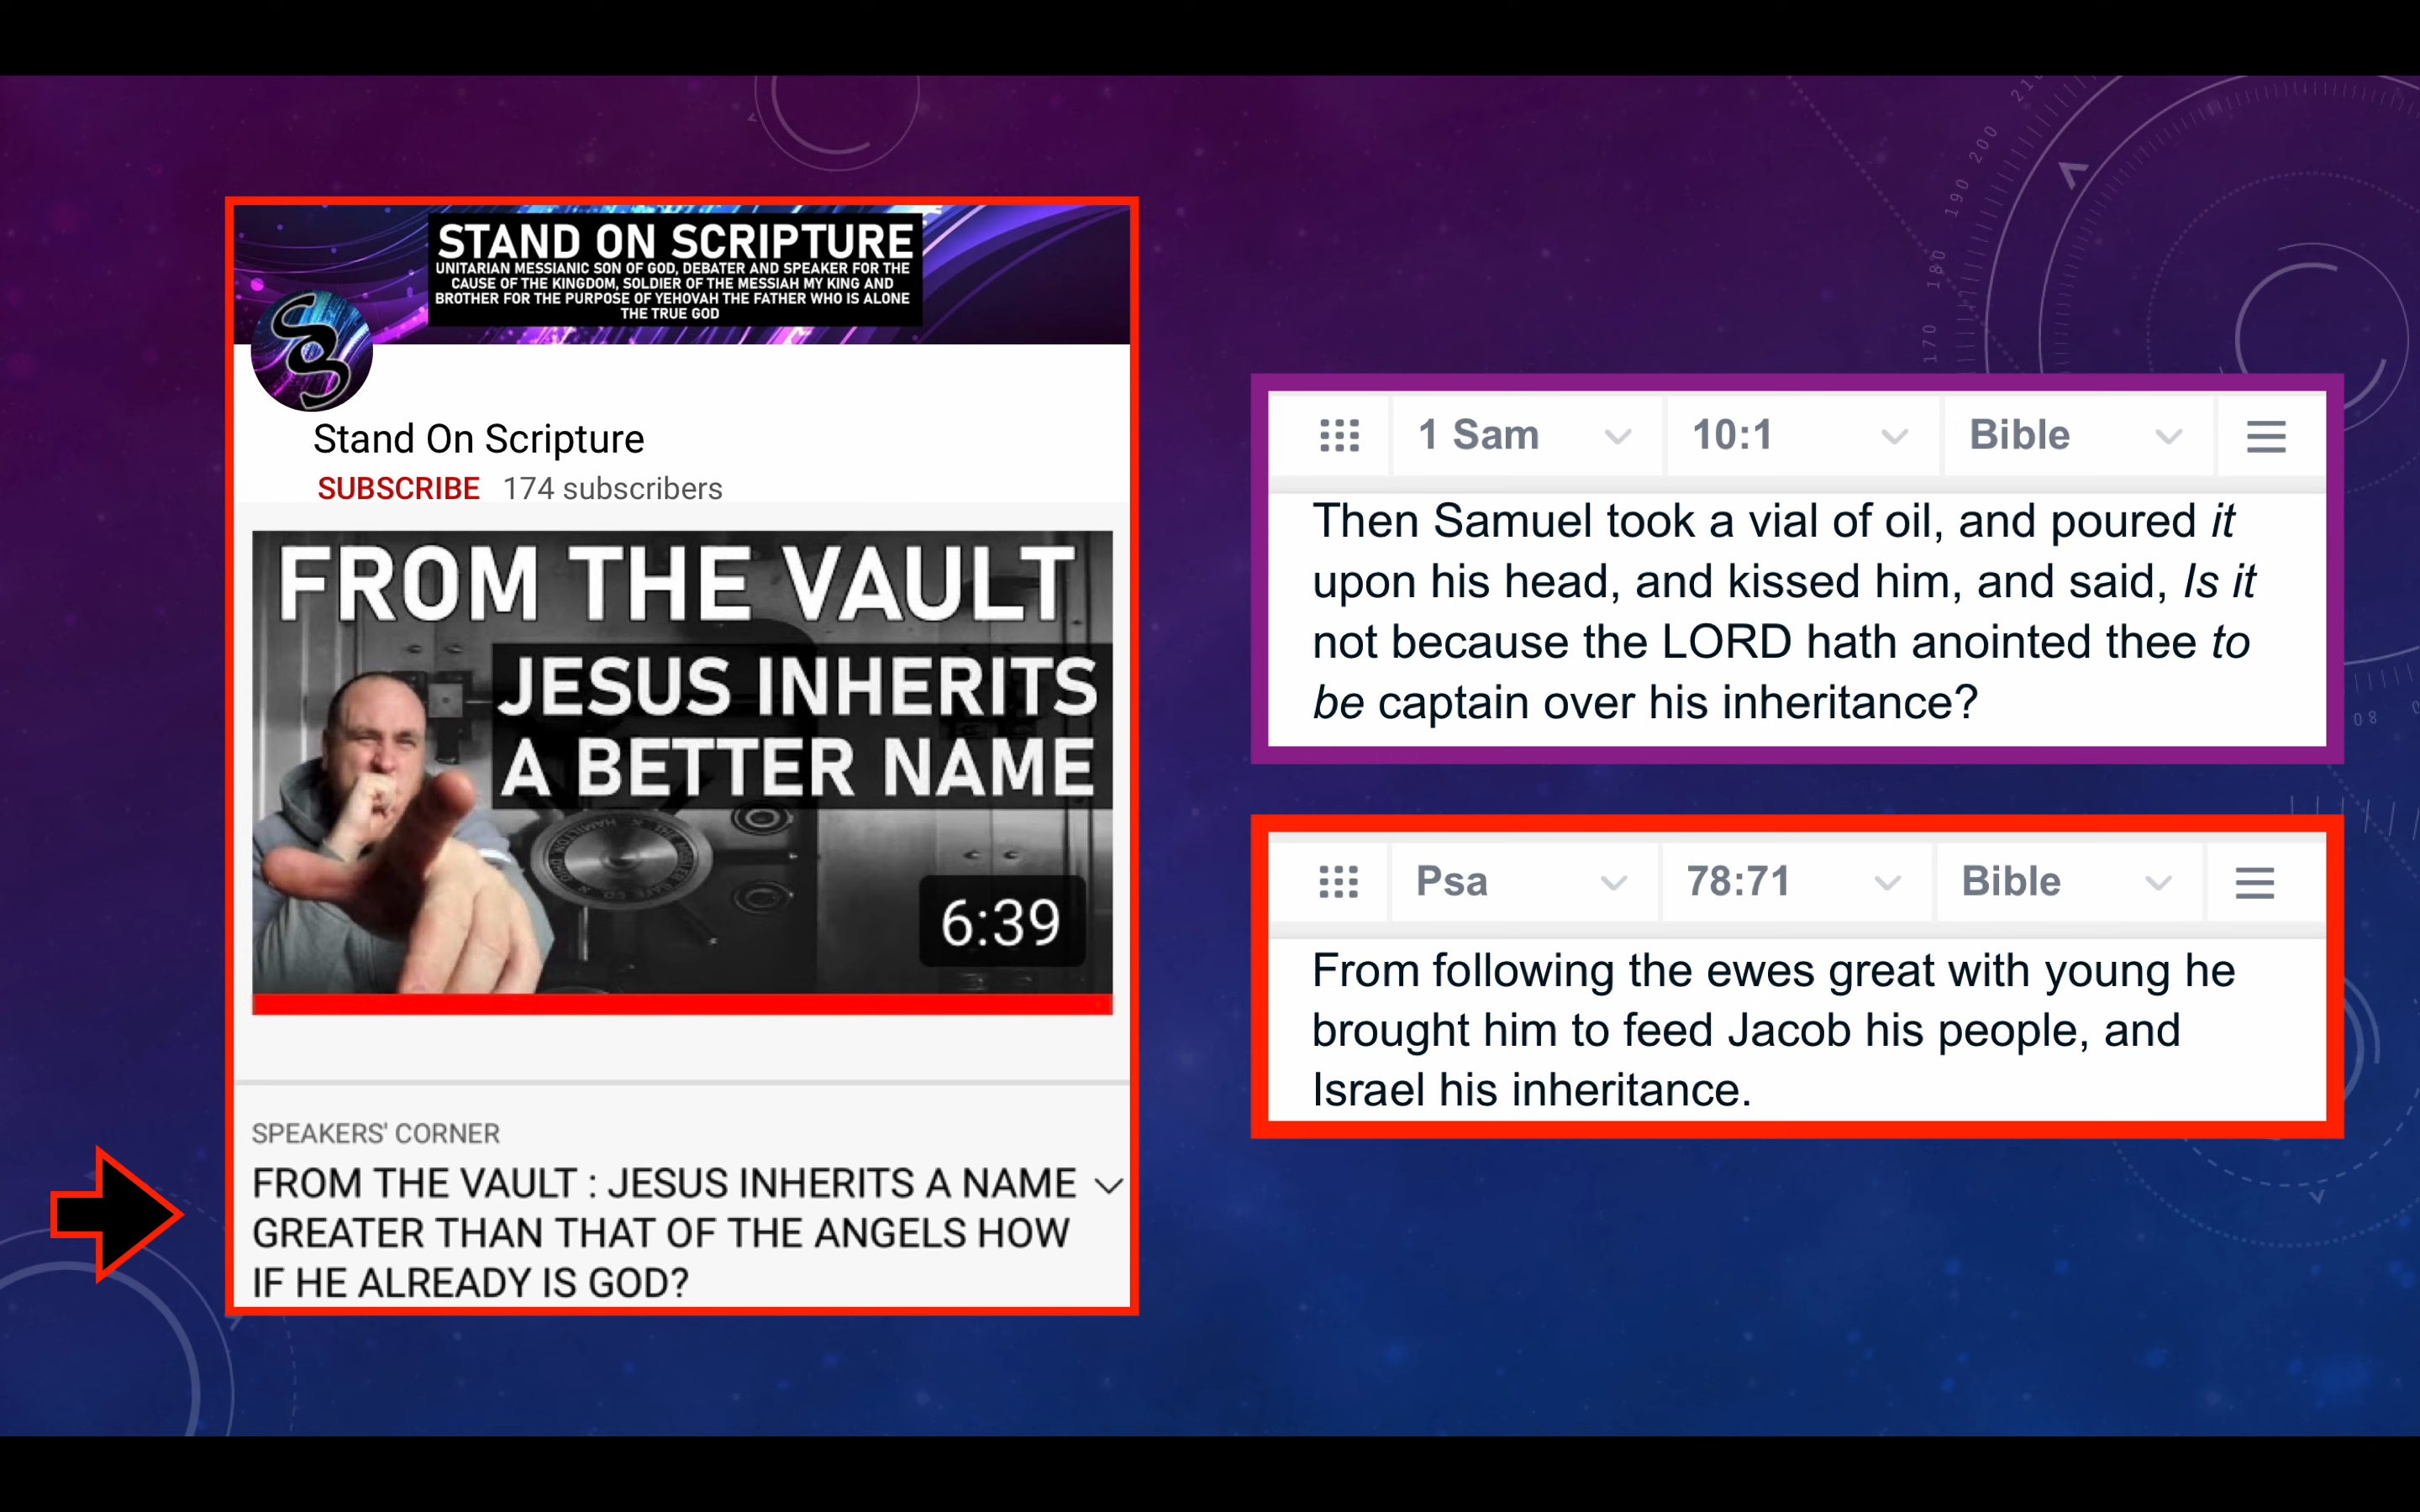 STAND ON SCRIPTURE
UNITARIAN MESSIANIC SON OF GOD, DEBATER AND SPEAKER FOR THE
CAUSE OF THE KINGDOM, SOLDIER OF THE MESSIAH MY KING AND
BROTHER FOR THE PURPOSE OF YEHOVAH THE FATHER WHO IS ALONE
THE TRUE GOD
Stand On Scripture
SUBSCRIBE 174 subscribers
FROM THE VAULT
JESUS INHERITS
A BETTER NAME
6:39
SPEAKERS' CORNER
FROM THE VAULT : JESUS INHERITS A NAME
GREATER THAN THAT OF THE ANGELS HOW
IF HE ALREADY IS GOD?
1 Sam 10:1 Bible
Then Samuel took a vial of oil, and poured it
upon his head, and kissed him, and said, Is it
not because the LORD hath anointed thee to
be captain over his inheritance?
Psa 78:71 Bible
From following the ewes great with young he
brought him to feed Jacob his people, and
Israel his inheritance.
210
200
190
180
170
80